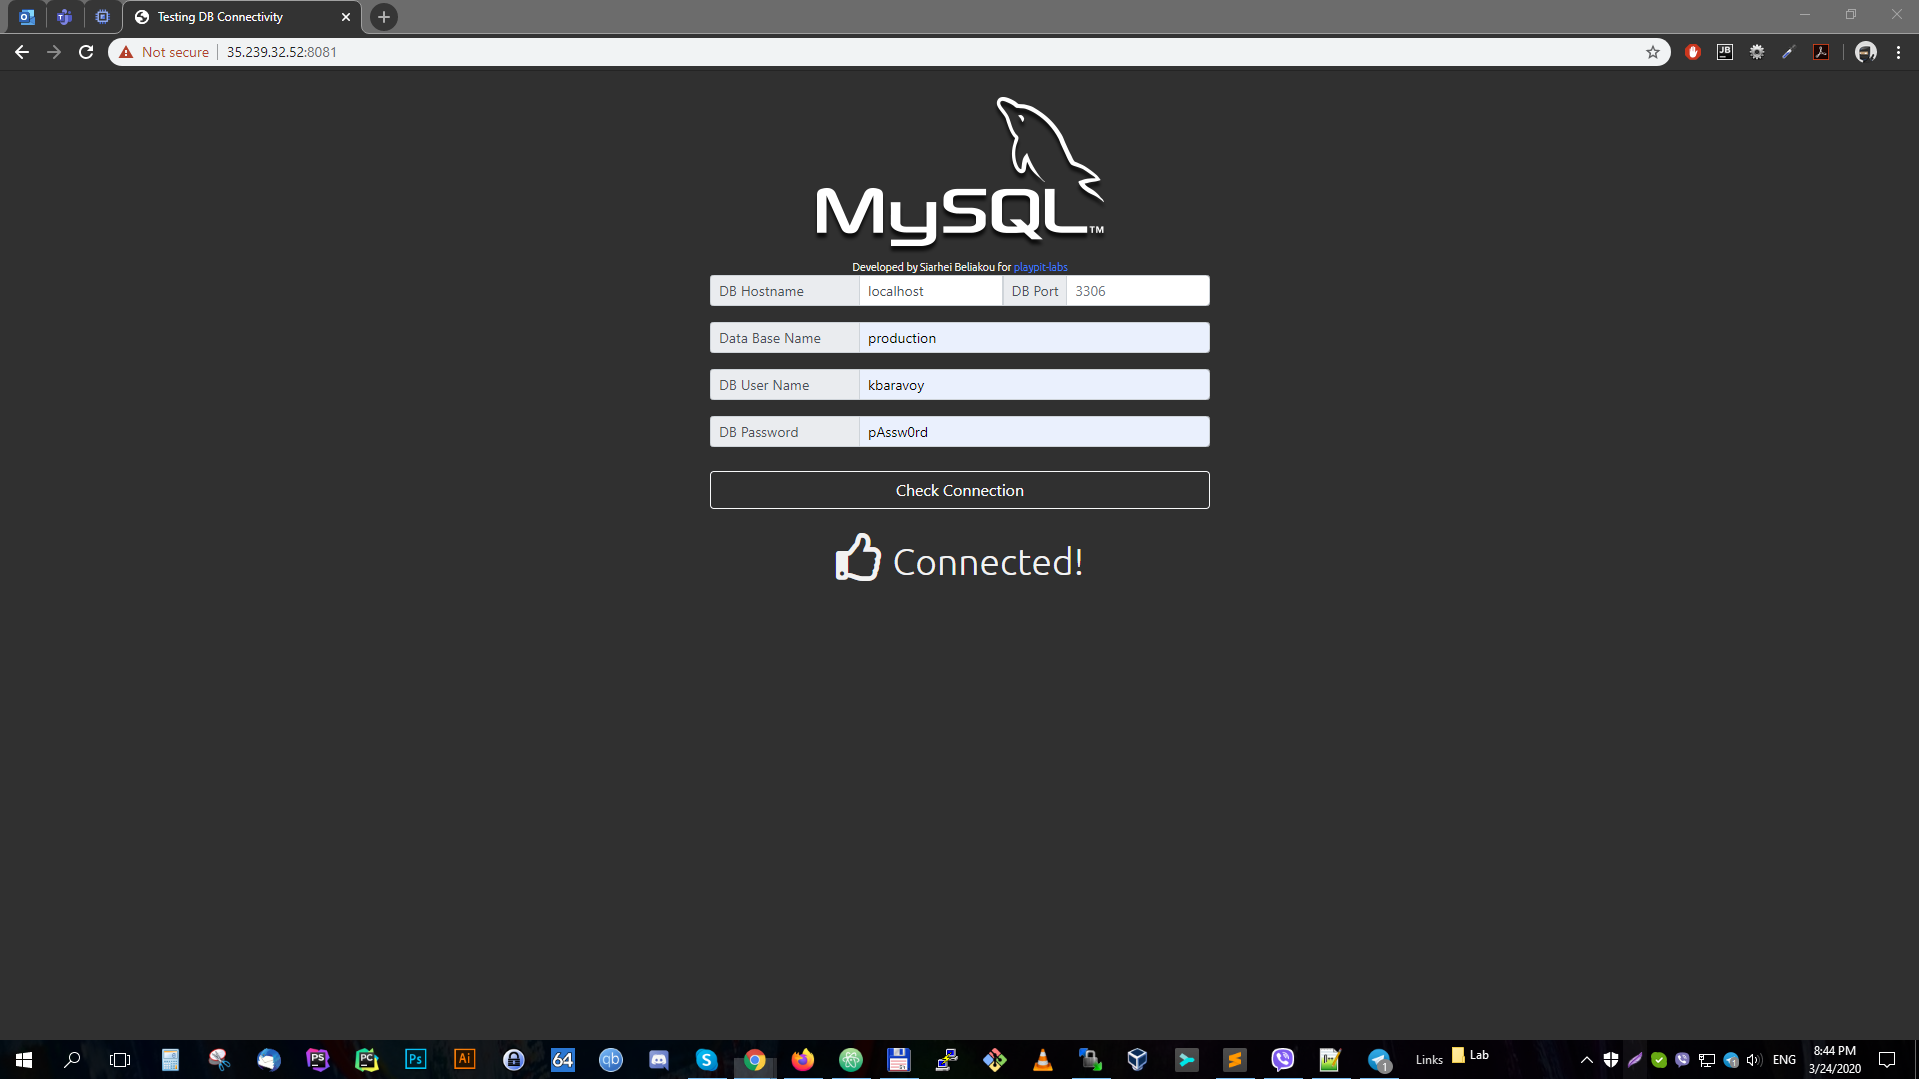 Testing DB Connectivity
Not secure 35.239.32.52:8081
MySQL™
Developed by Siarhei Beliakou for playpit-labs
DB Hostname localhost DB Port 3306
Data Base Name production
DB User Name kbaravoy
DB Password pAssw0rd
Check Connection
Connected!
Links Lab ENG 8:44 PM
3/24/2020